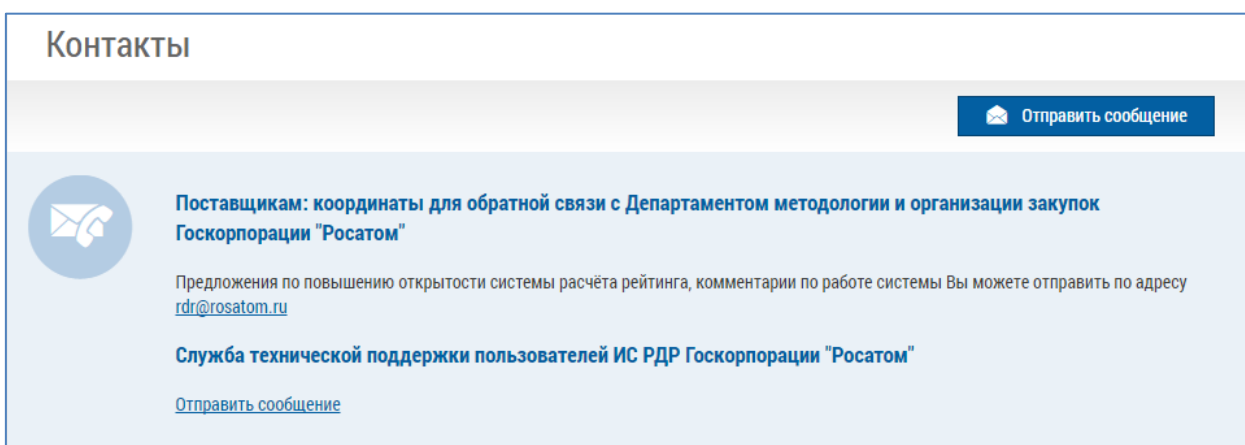 Контакты
Отправить сообщение
Поставщикам: координаты для обратной связи с Департаментом методологии и организации закупок
Госкорпорации "Росатом"
Предложения по повышению открытости системы расчёта рейтинга, комментарии по работе системы Вы можете отправить по адресу
rdr@rosatom.ru
Служба технической поддержки пользователей ИС РДР Госкорпорации "Росатом"
Отправить сообщение